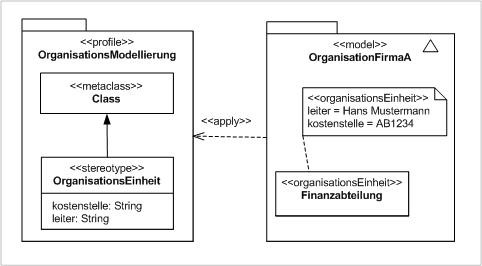 <<profile>>
OrganisationsModellierung
<<metaclass>>
Class
<<stereotype>>
OrganisationsEinheit
kostenstelle: String
leiter: String
<<apply>>
<<model>>
OrganisationFirmaA
<<organisationsEinheit>>
leiter = Hans Mustermann
kostenstelle = AB1234
<<organisationsEinheit>>
Finanzabteilung